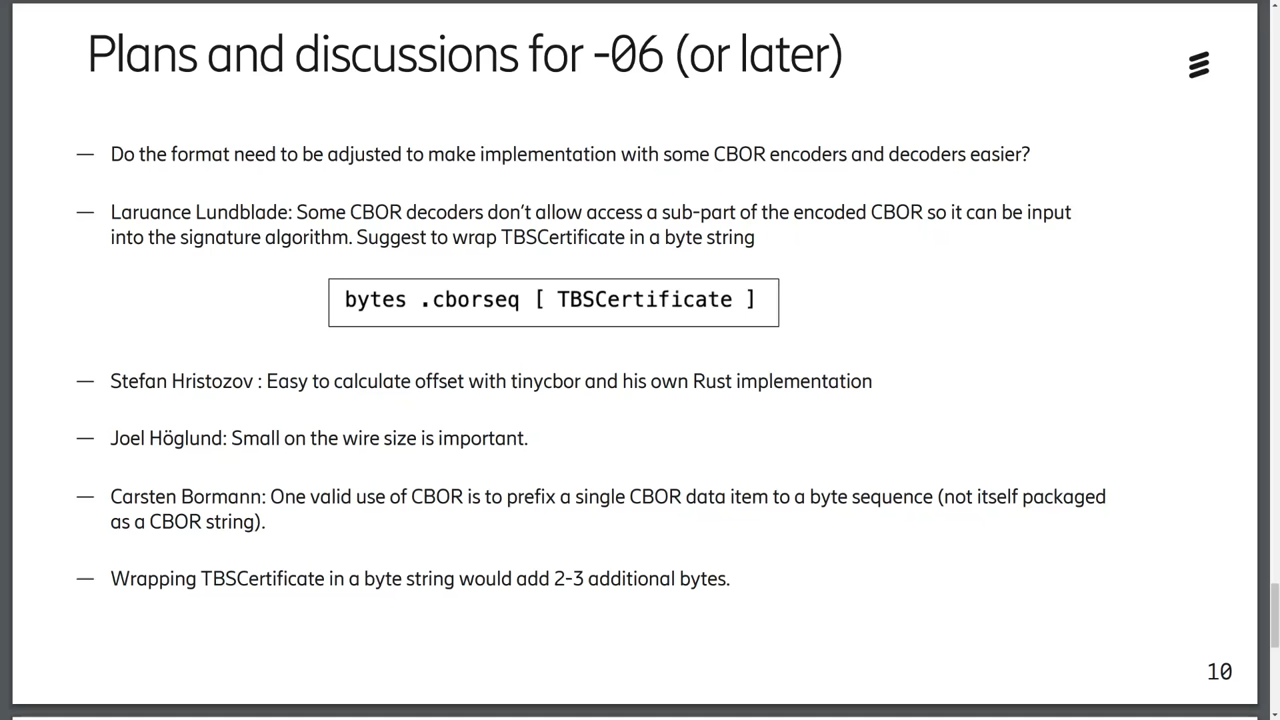 Plans and discussions for -06 (or later)
— Do the format need to be adjusted to make implementation with some CBOR encoders and decoders easier?
— Laruance Lundblade: Some CBOR decoders don't allow access a sub-part of the encoded CBOR so it can be input
into the signature algorithm. Suggest to wrap TBSCertificate in a byte string
bytes .cborseq [ TBSCertificate ]
— Stefan Hristozov : Easy to calculate offset with tinycbor and his own Rust implementation
— Joel Höglund: Small on the wire size is important.
— Carsten Bormann: One valid use of CBOR is to prefix a single CBOR data item to a byte sequence (not itself packaged
as a CBOR string).
— Wrapping TBSCertificate in a byte string would add 2-3 additional bytes.
10